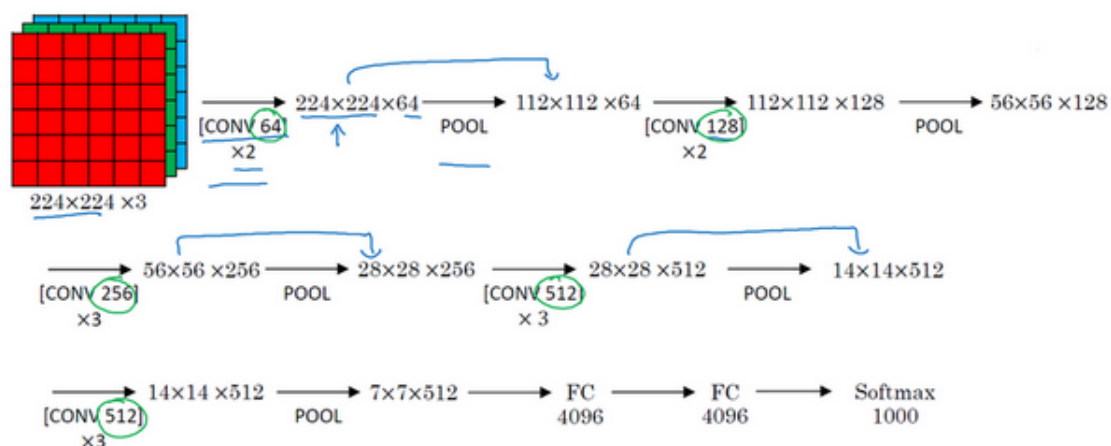 224×224×64 112×112 ×64 112×112 ×128 56×56 ×128
[CONV 64] POOL [CONV 128] POOL
×2 ×2
224×224 ×3
56×56 ×256 28×28 ×256 28×28 ×512 14×14×512
[CONV 256] POOL [CONV 512] POOL
×3 × 3
14×14 ×512 7×7×512 FC FC Softmax
[CONV 512] POOL 4096 4096 1000
×3